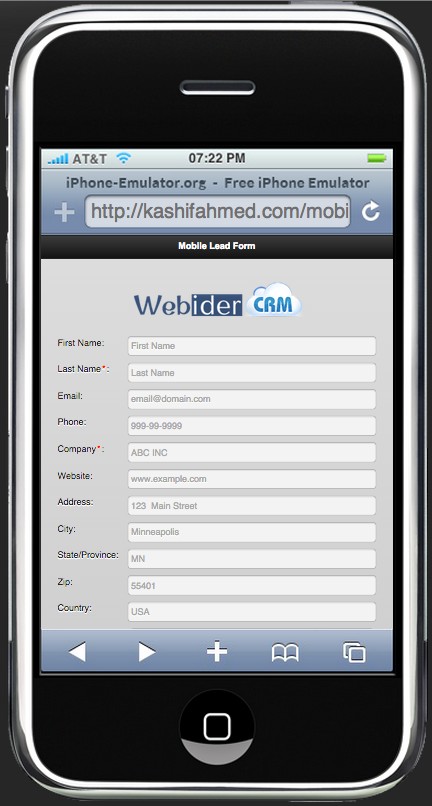 AT&T 07:22 PM
iPhone-Emulator.org - Free iPhone Emulator
http://kashifahmed.com/mobi
Mobile Lead Form
Webider CRM
First Name: First Name
Last Name*: Last Name
Email: email@domain.com
Phone: 999-99-9999
Company*: ABC INC
Website: www.example.com
Address: 123 Main Street
City: Minneapolis
State/Province: MN
Zip: 55401
Country: USA